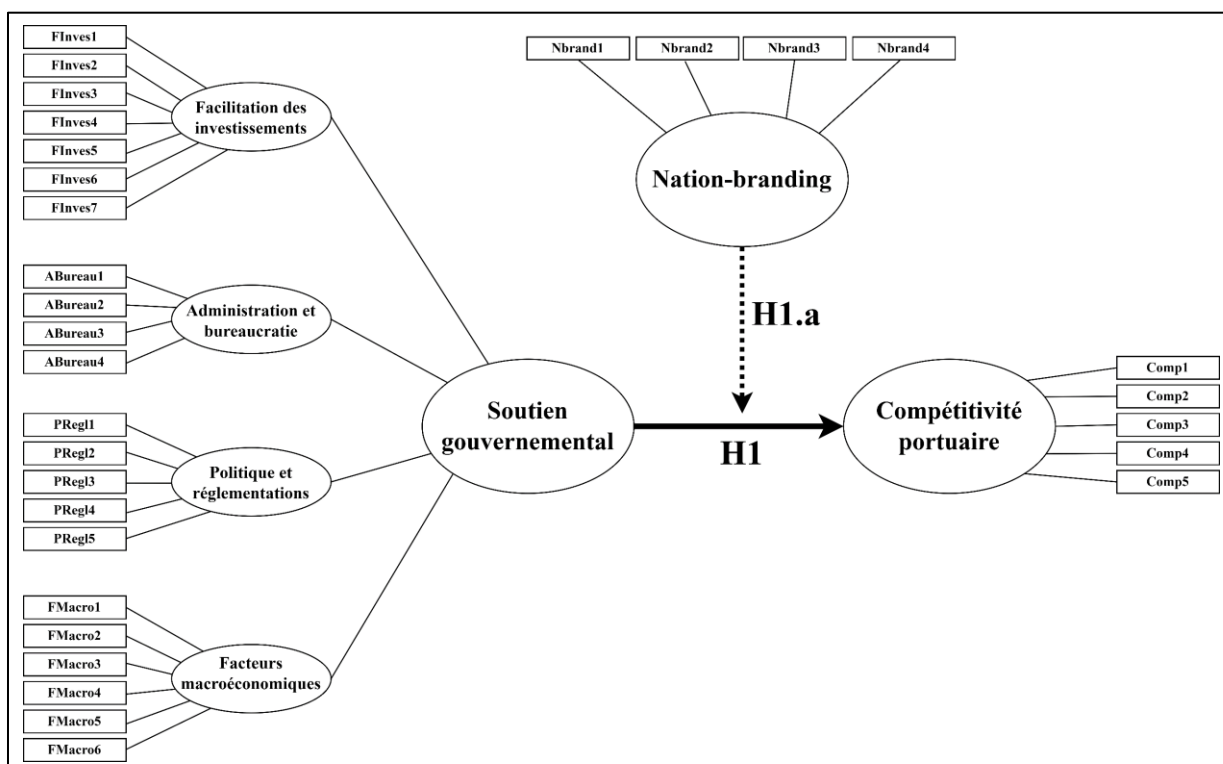 FInves1
FInves2
FInves3
FInves4
FInves5
FInves6
FInves7
Facilitation des
investissements
ABureau1
ABureau2
ABureau3
ABureau4
Administration et
bureaucratie
PRegl1
PRegl2
PRegl3
PRegl4
PRegl5
Politique et
réglementations
FMacro1
FMacro2
FMacro3
FMacro4
FMacro5
FMacro6
Facteurs
macroéconomiques
Soutien
gouvernemental
Nbrand1
Nbrand2
Nbrand3
Nbrand4
Nation-branding
H1.a
H1
Compétitivité
portuaire
Comp1
Comp2
Comp3
Comp4
Comp5